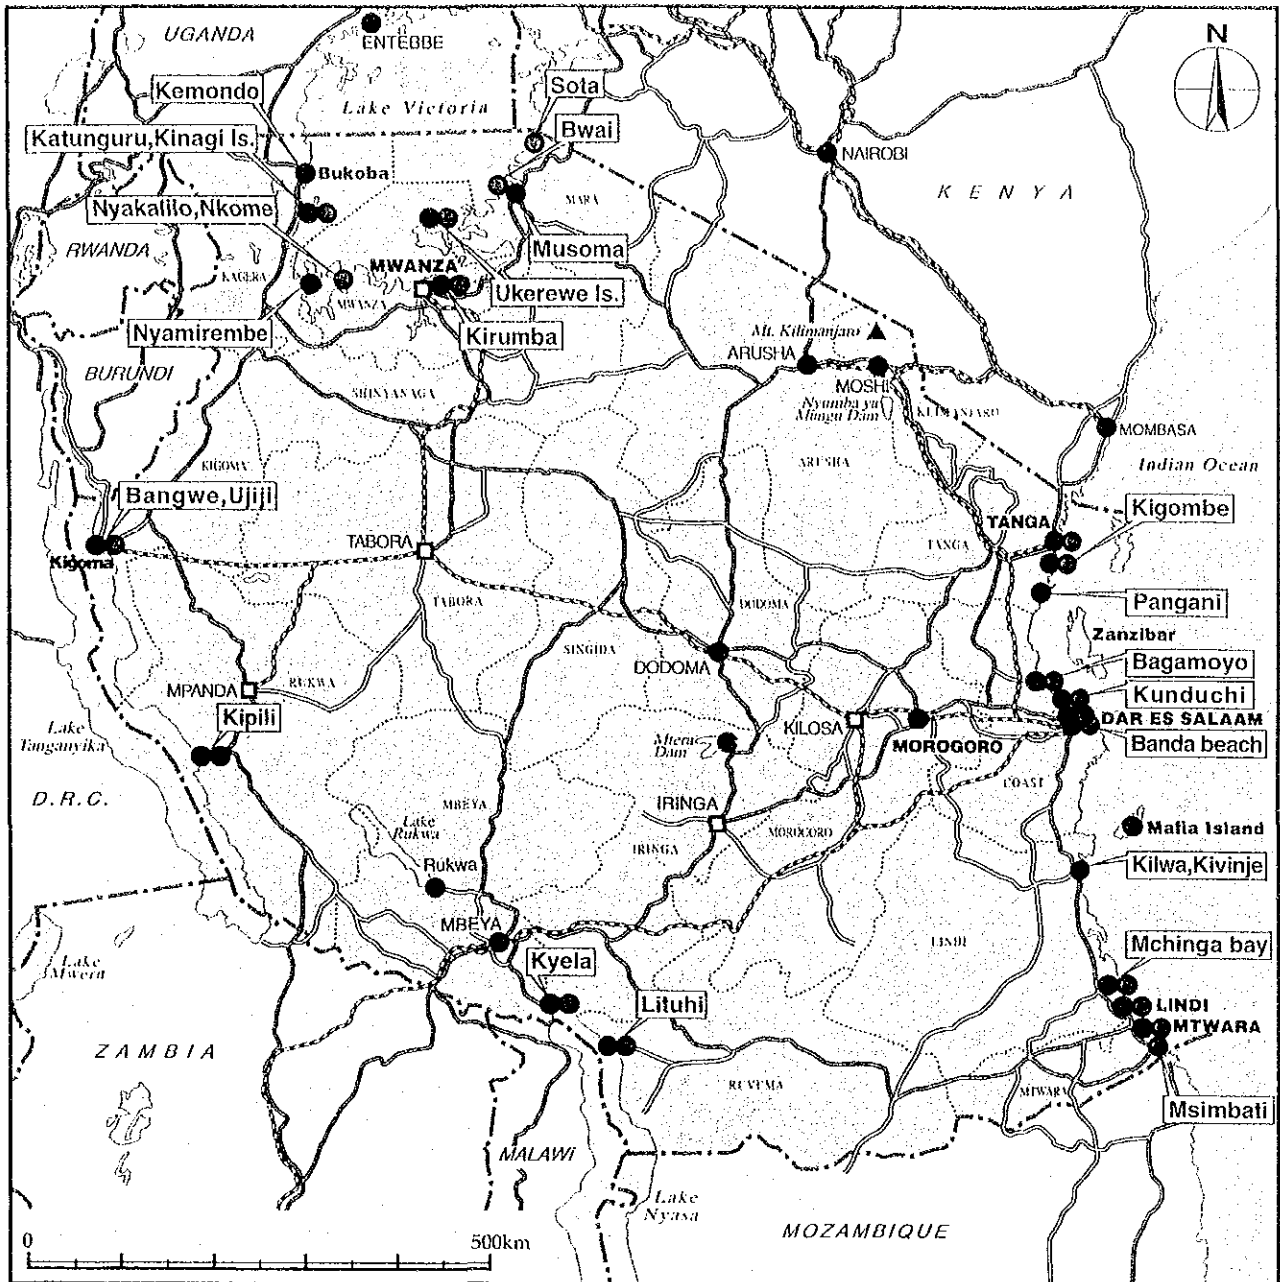 UGANDA
ENTEBBE
N
Kemondo
Lake Victoria
Sota
Katunguru,Kinagi Is.
Bwai
Bukoba
NAIROBI
KENYA
Nyakalilo,Nkome
MARA
RWANDA
Musoma
KAGERA
MWANZA
MWANZA
Ukerewe Is.
Nyamirembe
Kirumba
Mt. Kilimanjaro
ARUSHA
BURUNDI
MOSHI
SHINYANAGA
Nyumba yu
Mungu Dam
KILIMANJARO
MOMBASA
KIGOMA
ARUSHA
Indian Ocean
Bangwe,Ujiji
Kigombe
TANGA
TABORA
TANGA
Kigoma
TABORA
DODOMA
Pangani
Zanzibar
SINGIDA
DODOMA
Bagamoyo
MPANDA
RUKWA
Kunduchi
Kipili
KILOSA
DAR ES SALAAM
Lake
Tanganyika
Mtera
Dam
MOROGORO
Banda beach
COAST
D.R.C.
MBEYA
IRINGA
Lake
Rukwa
MOROGORO
Mafia Island
IRINGA
Rukwa
Kilwa,Kivinje
MBEYA
LINDI
Mchinga bay
Lake
Mweru
Kyela
Lituhi
LINDI
MTWARA
ZAMBIA
RUVUMA
MTWARA
Msimbati
MALAWI
Lake
Nyasa
MOZAMBIQUE
0
500km